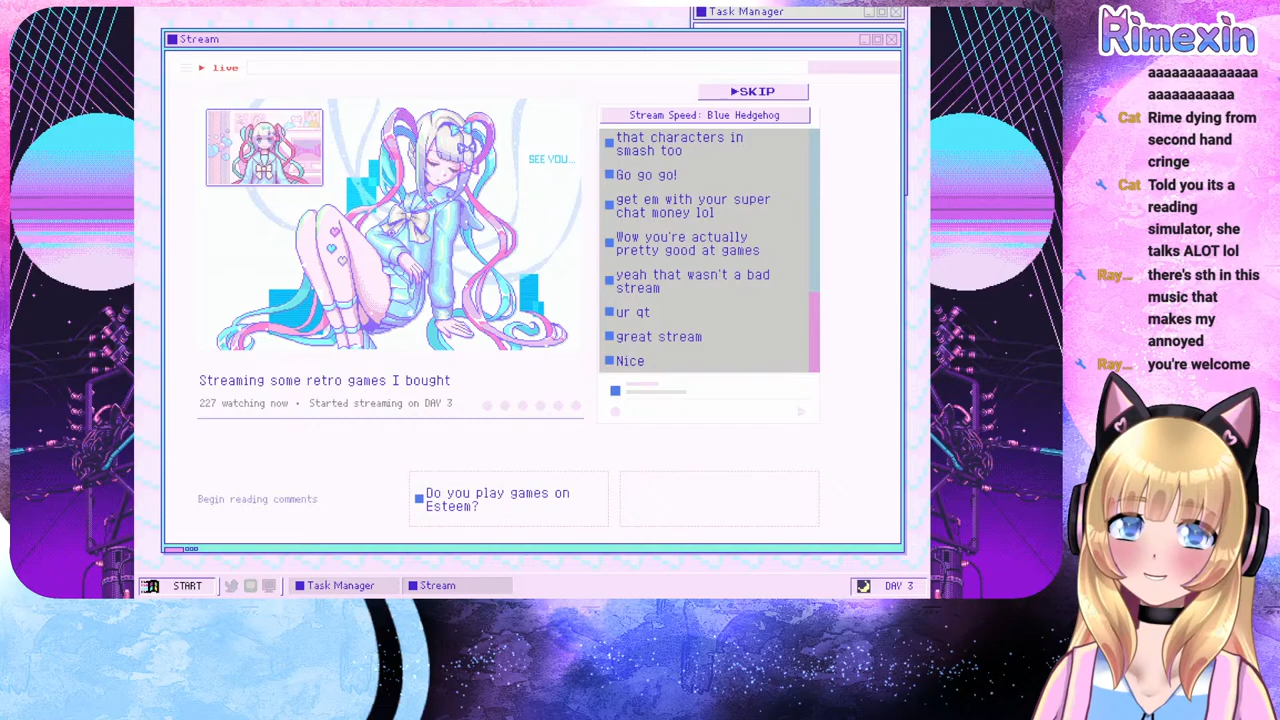 Task Manager
Stream
live
SKIP
Stream Speed: Blue Hedgehog
that characters in
smash too
Go go go!
get em with your super
chat money lol
Wow you're actually
pretty good at games
yeah that wasn't a bad
stream
ur qt
great stream
Nice
SEE YOU...
Streaming some retro games I bought
227 watching now • Started streaming on DAY 3
Begin reading comments
Do you play games on
Esteem?
START
Task Manager
Stream
DAY 3
Rimexin
aaaaaaaaaaaaaa
aaaaaaaaaaa
Cat Rime dying from
second hand
cringe
Cat Told you its a
reading
simulator, she
talks ALOT lol
Ray... there's sth in this
music that
makes my
annoyed
Ray... you're welcome